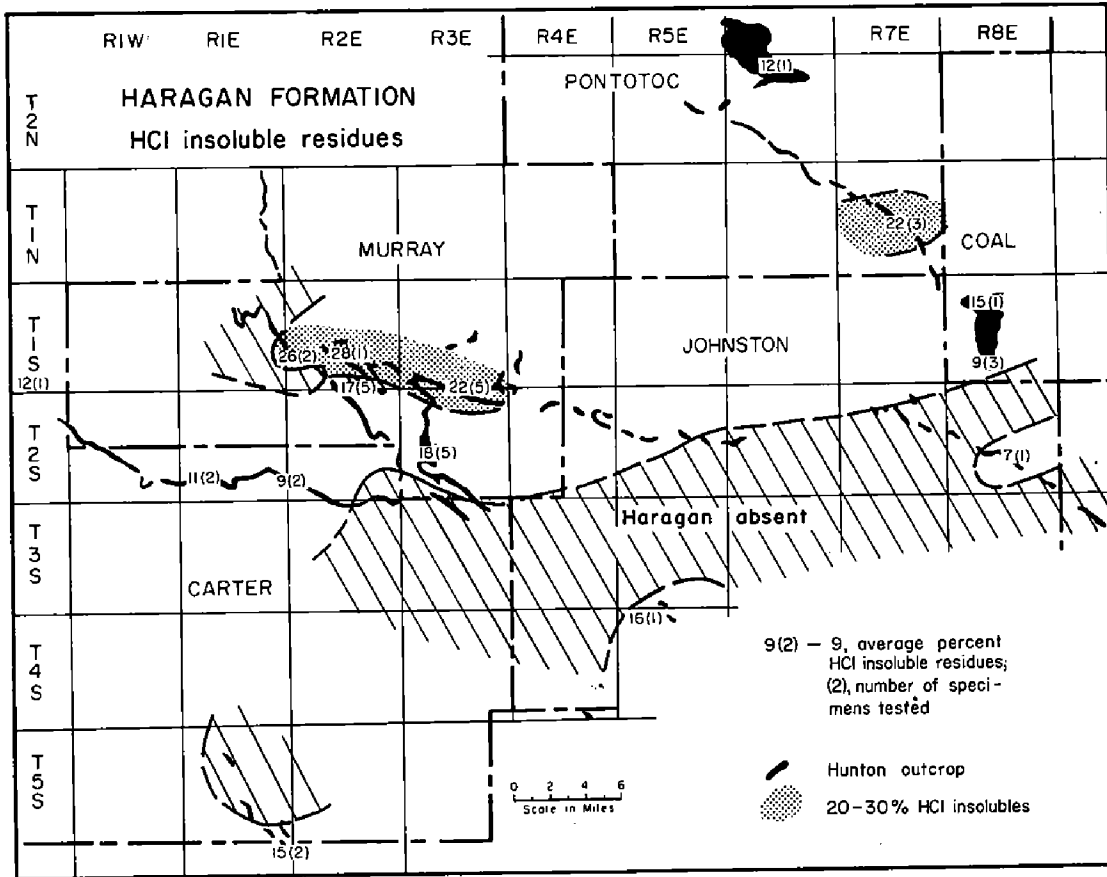 R1W R1E R2E R3E R4E R5E R7E R8E
12(1)
PONTOTOC
HARAGAN FORMATION
HCl insoluble residues
T2N
T1N
22(3)
MURRAY
COAL
15(1)
T1S
JOHNSTON
26(2) 28(1)
9(3)
12(1)
17(5) 22(5)
T2S
18(5)
7(1)
11(2) 9(2)
Haragan absent
T3S
CARTER
16(1)
9(2) – 9, average percent
HCl insoluble residues;
(2), number of speci-
mens tested
T4S
T5S
Hunton outcrop
0 2 4 6
Scale in Miles
20-30% HCl insolubles
15(2)